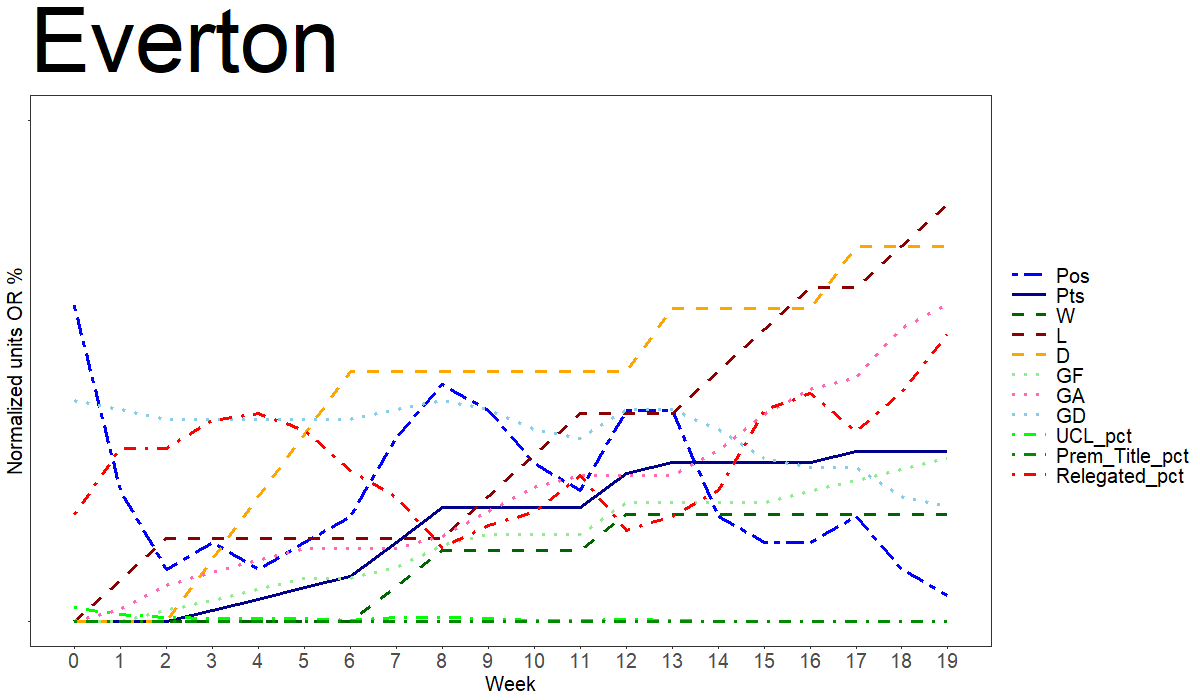 Everton
Normalized units OR %
Pos
Pts
W
L
D
GF
GA
GD
UCL_pct
Prem_Title_pct
Relegated_pct
0 1 2 3 4 5 6 7 8 9 10 11 12 13 14 15 16 17 18 19
Week